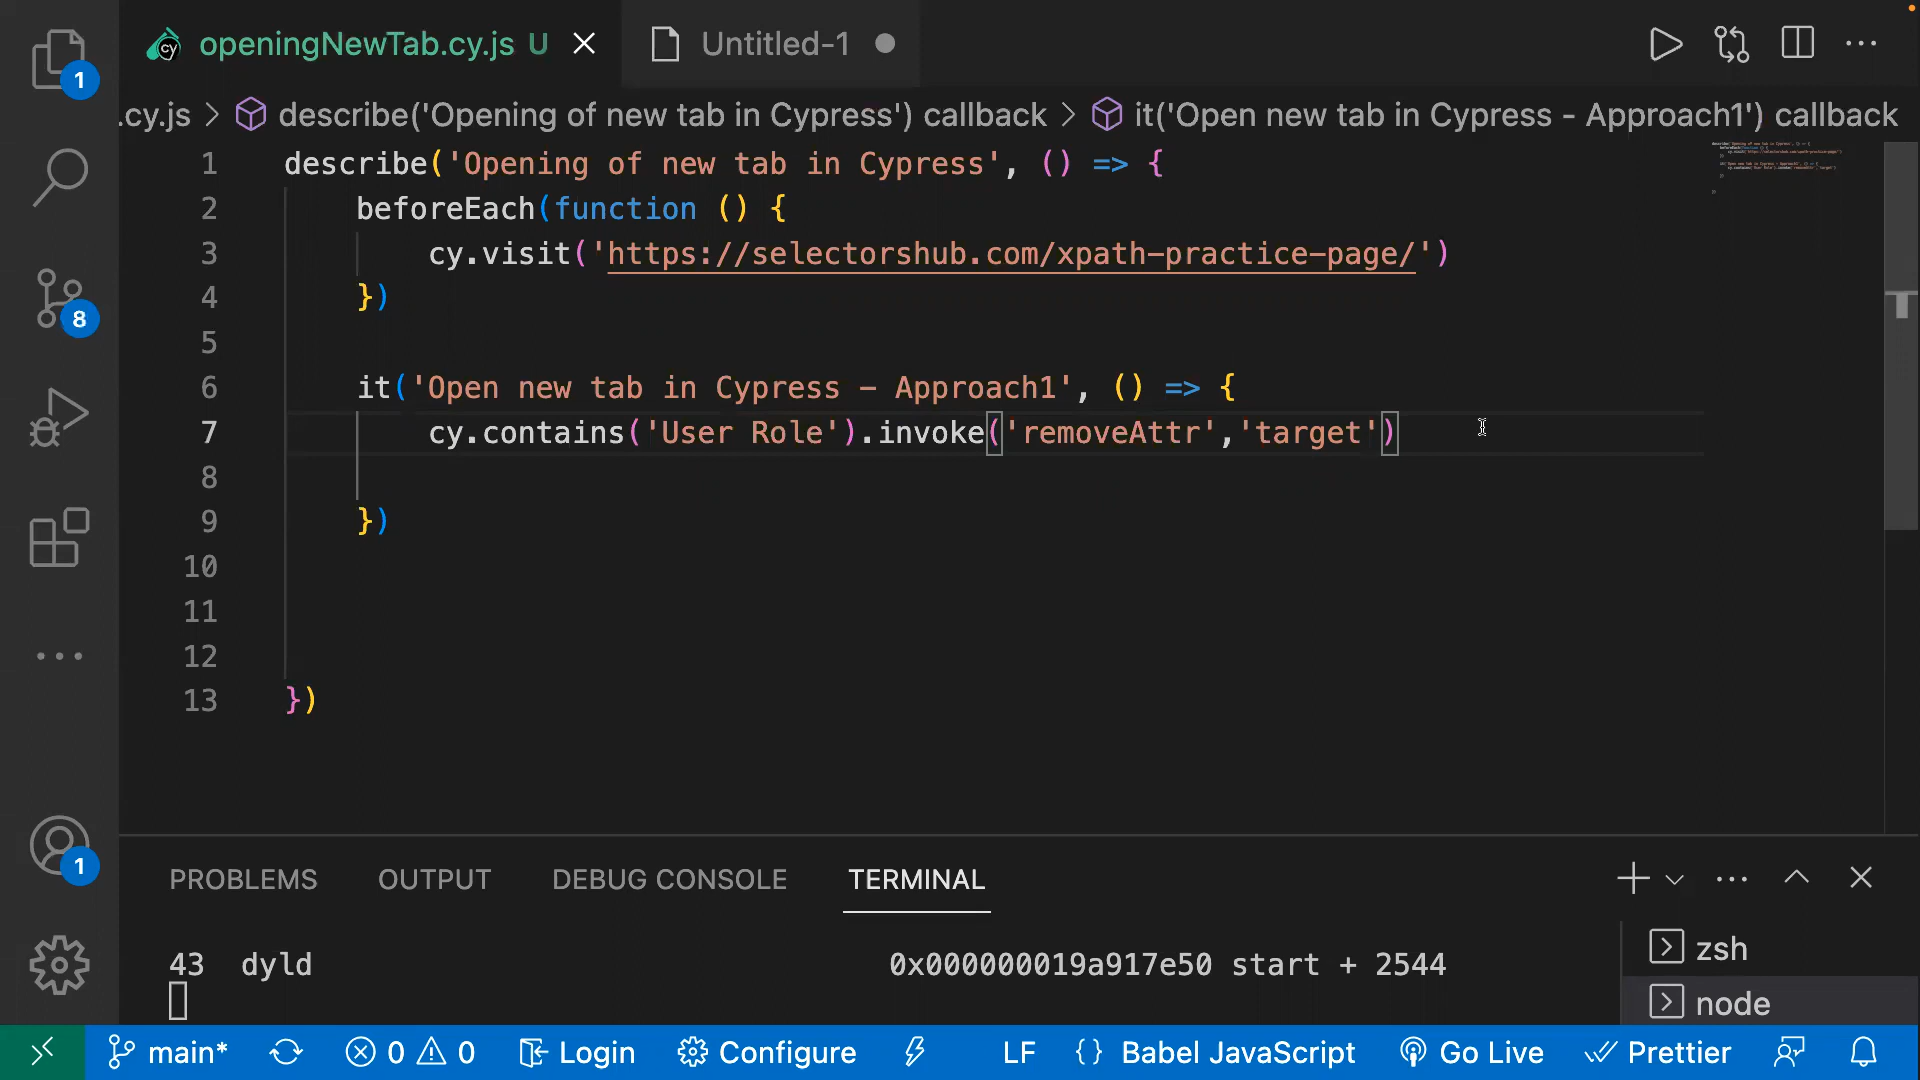 openingNewTab.cy.js U
Untitled-1
.cy.js > describe('Opening of new tab in Cypress') callback > it('Open new tab in Cypress - Approach1') callback
1 describe('Opening of new tab in Cypress', () => {
2 beforeEach(function () {
3 cy.visit('https://selectorshub.com/xpath-practice-page/')
4 })
5
6 it('Open new tab in Cypress - Approach1', () => {
7 cy.contains('User Role').invoke('removeAttr','target')
8
9 })
10
11
12
13 })
1
8
1
PROBLEMS OUTPUT DEBUG CONSOLE TERMINAL
43 dyld 0x000000019a917e50 start + 2544
zsh
node
main* 0 0 Login Configure LF {} Babel JavaScript Go Live Prettier